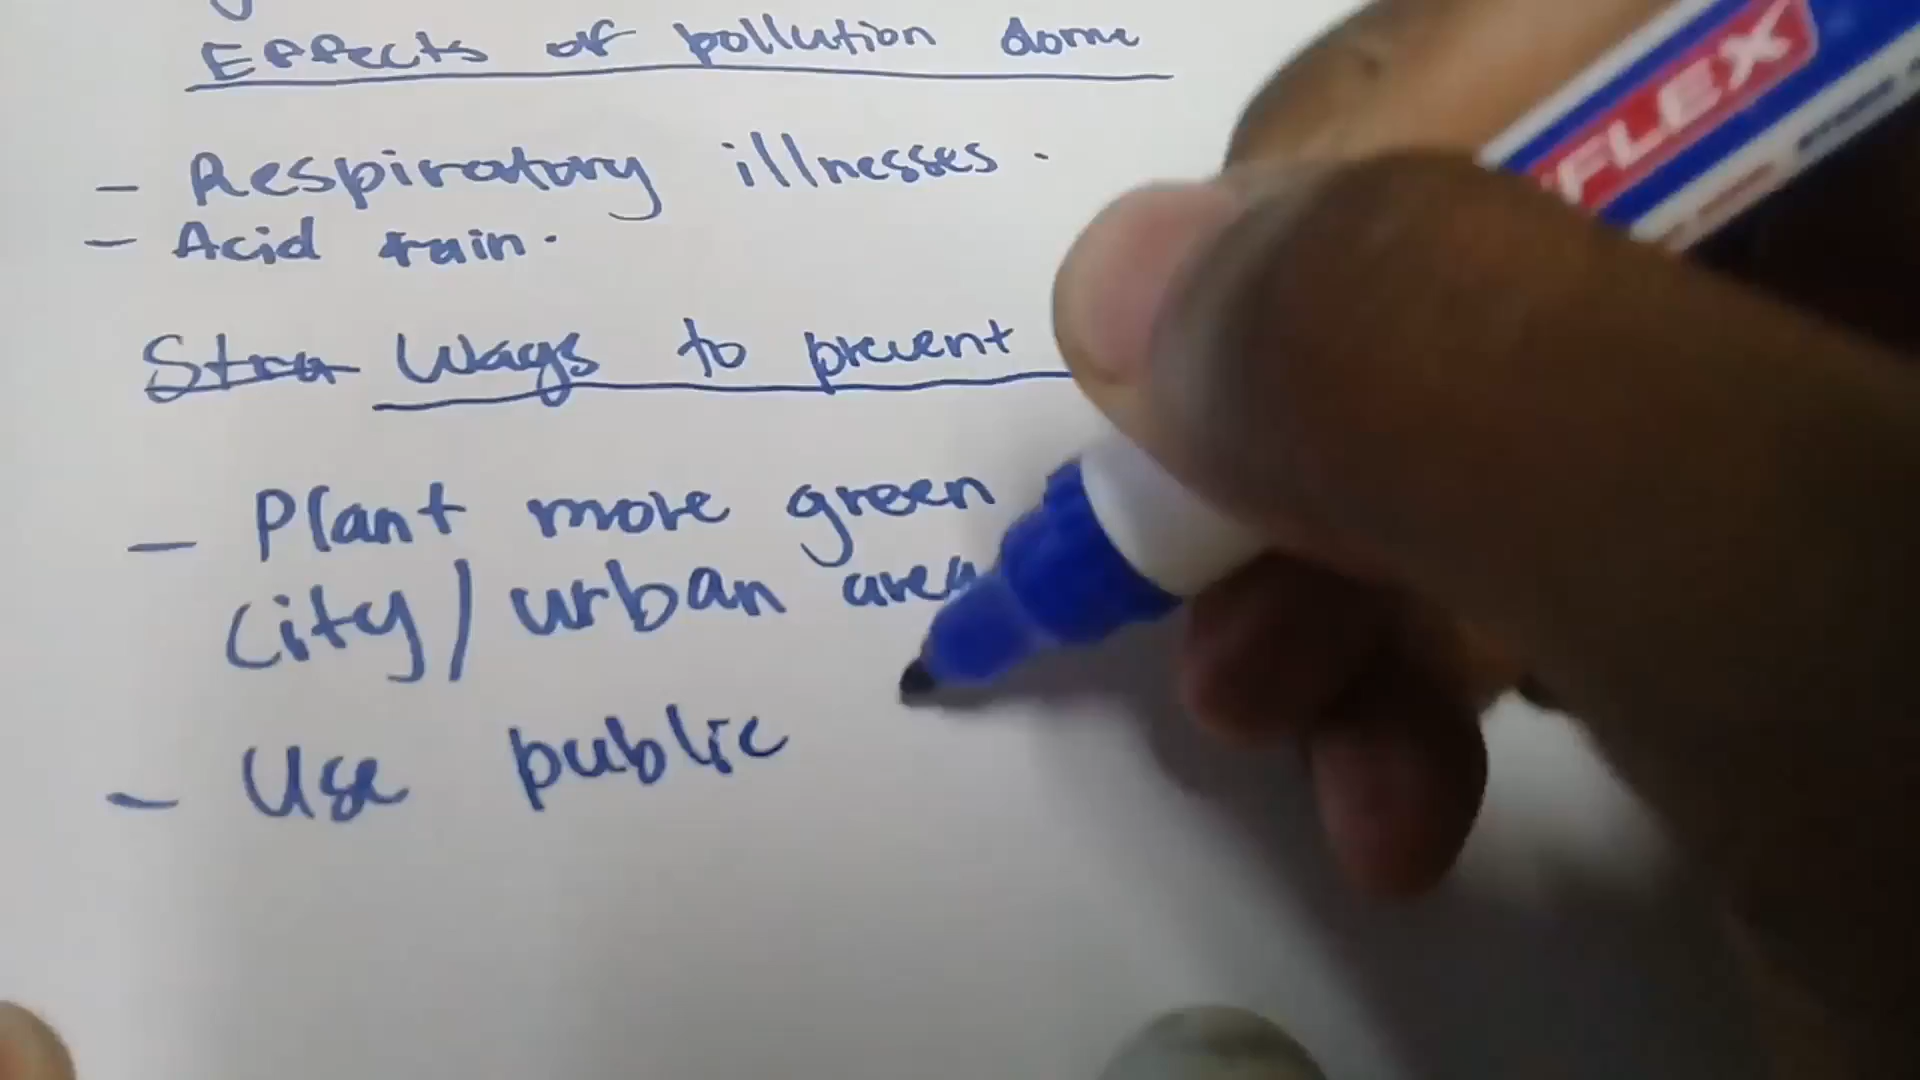 Effects of pollution dome
- Respiratory illnesses.
- Acid rain.
Stra Ways to prevent
- Plant more green
city/urban area
- Use public
FLEX